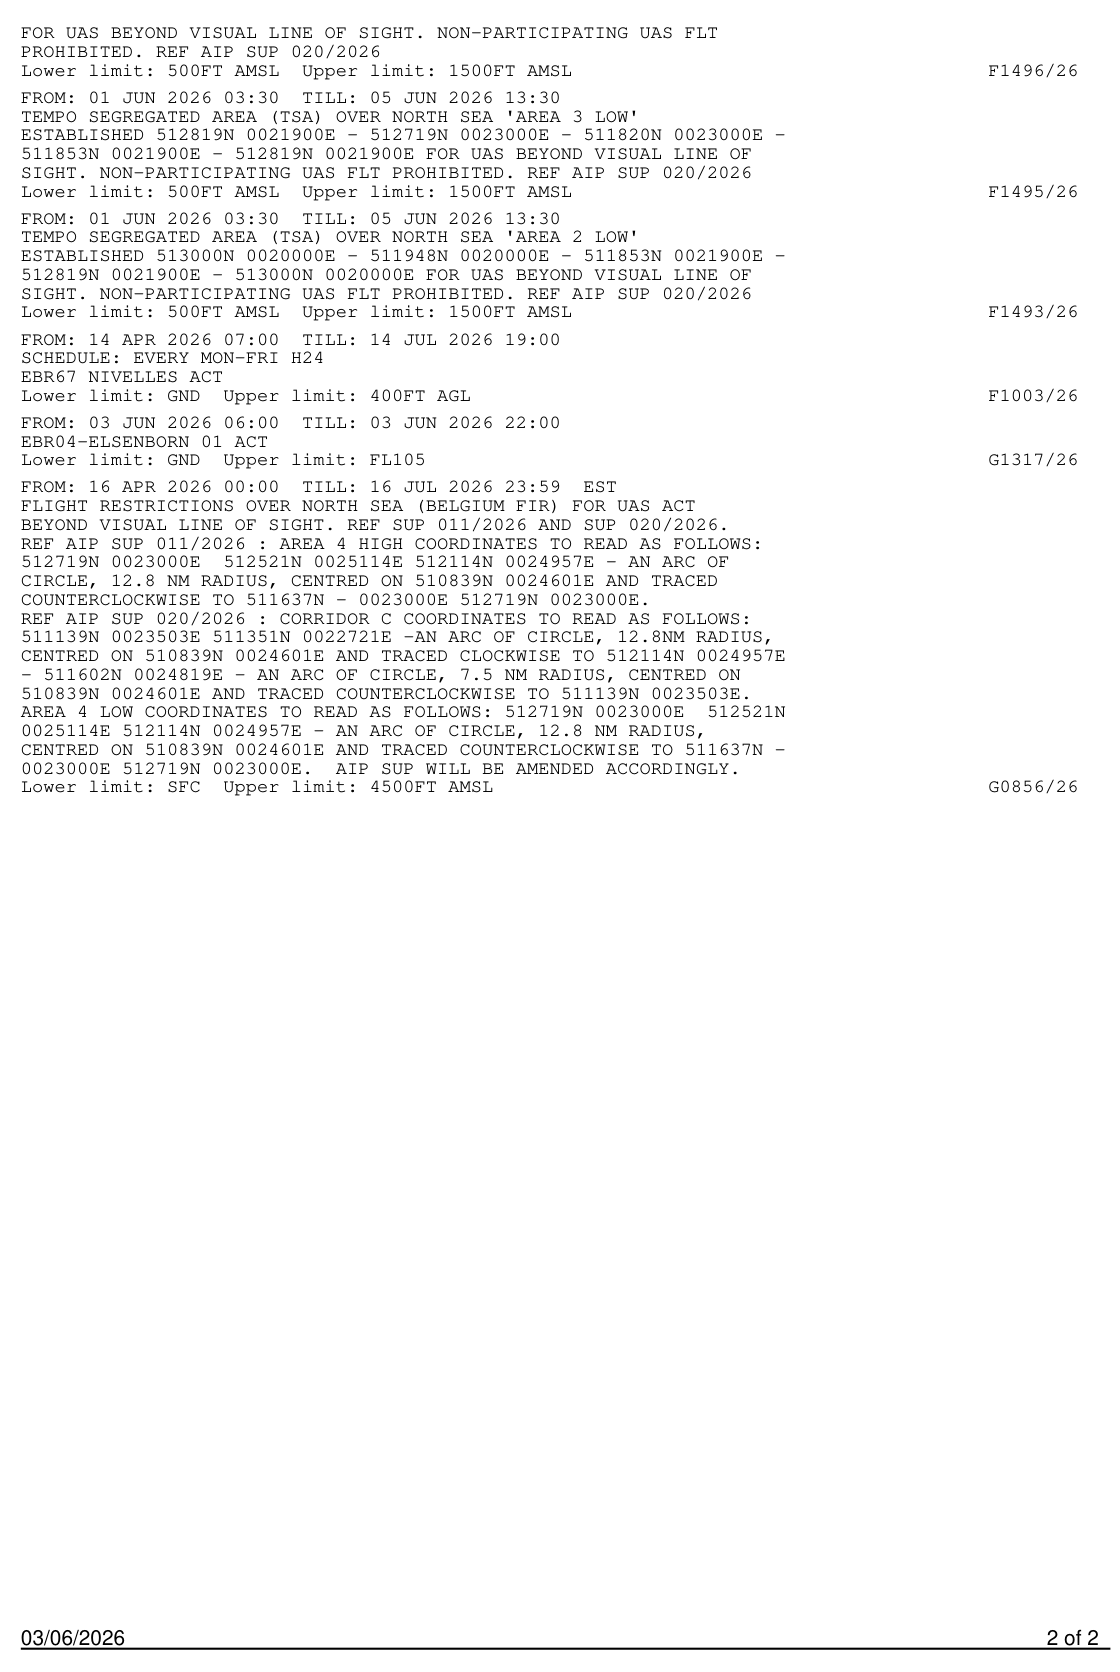 FOR UAS BEYOND VISUAL LINE OF SIGHT. NON-PARTICIPATING UAS FLT
PROHIBITED. REF AIP SUP 020/2026
Lower limit: 500FT AMSL  Upper limit: 1500FT AMSL F1496/26
FROM: 01 JUN 2026 03:30  TILL: 05 JUN 2026 13:30
TEMPO SEGREGATED AREA (TSA) OVER NORTH SEA 'AREA 3 LOW'
ESTABLISHED 512819N 0021900E - 512719N 0023000E - 511820N 0023000E -
511853N 0021900E - 512819N 0021900E FOR UAS BEYOND VISUAL LINE OF
SIGHT. NON-PARTICIPATING UAS FLT PROHIBITED. REF AIP SUP 020/2026
Lower limit: 500FT AMSL  Upper limit: 1500FT AMSL F1495/26
FROM: 01 JUN 2026 03:30  TILL: 05 JUN 2026 13:30
TEMPO SEGREGATED AREA (TSA) OVER NORTH SEA 'AREA 2 LOW'
ESTABLISHED 513000N 0020000E - 511948N 0020000E - 511853N 0021900E -
512819N 0021900E - 513000N 0020000E FOR UAS BEYOND VISUAL LINE OF
SIGHT. NON-PARTICIPATING UAS FLT PROHIBITED. REF AIP SUP 020/2026
Lower limit: 500FT AMSL  Upper limit: 1500FT AMSL F1493/26
FROM: 14 APR 2026 07:00  TILL: 14 JUL 2026 19:00
SCHEDULE: EVERY MON-FRI H24
EBR67 NIVELLES ACT
Lower limit: GND  Upper limit: 400FT AGL F1003/26
FROM: 03 JUN 2026 06:00  TILL: 03 JUN 2026 22:00
EBR04-ELSENBORN 01 ACT
Lower limit: GND  Upper limit: FL105 G1317/26
FROM: 16 APR 2026 00:00  TILL: 16 JUL 2026 23:59  EST
FLIGHT RESTRICTIONS OVER NORTH SEA (BELGIUM FIR) FOR UAS ACT
BEYOND VISUAL LINE OF SIGHT. REF SUP 011/2026 AND SUP 020/2026.
REF AIP SUP 011/2026 : AREA 4 HIGH COORDINATES TO READ AS FOLLOWS:
512719N 0023000E  512521N 0025114E 512114N 0024957E - AN ARC OF
CIRCLE, 12.8 NM RADIUS, CENTRED ON 510839N 0024601E AND TRACED
COUNTERCLOCKWISE TO 511637N - 0023000E 512719N 0023000E.
REF AIP SUP 020/2026 : CORRIDOR C COORDINATES TO READ AS FOLLOWS:
511139N 0023503E 511351N 0022721E -AN ARC OF CIRCLE, 12.8NM RADIUS,
CENTRED ON 510839N 0024601E AND TRACED CLOCKWISE TO 512114N 0024957E
- 511602N 0024819E - AN ARC OF CIRCLE, 7.5 NM RADIUS, CENTRED ON
510839N 0024601E AND TRACED COUNTERCLOCKWISE TO 511139N 0023503E.
AREA 4 LOW COORDINATES TO READ AS FOLLOWS: 512719N 0023000E  512521N
0025114E 512114N 0024957E - AN ARC OF CIRCLE, 12.8 NM RADIUS,
CENTRED ON 510839N 0024601E AND TRACED COUNTERCLOCKWISE TO 511637N -
0023000E 512719N 0023000E.  AIP SUP WILL BE AMENDED ACCORDINGLY.
Lower limit: SFC  Upper limit: 4500FT AMSL G0856/26
03/06/2026 2 of 2